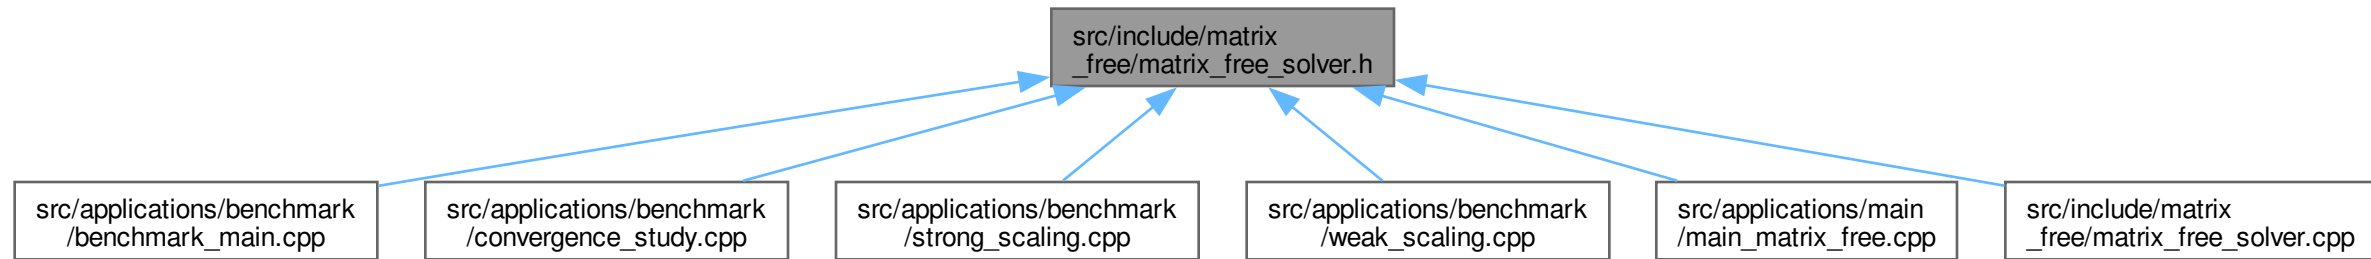 src/include/matrix
_free/matrix_free_solver.h
src/applications/benchmark
/benchmark_main.cpp
src/applications/benchmark
/convergence_study.cpp
src/applications/benchmark
/strong_scaling.cpp
src/applications/benchmark
/weak_scaling.cpp
src/applications/main
/main_matrix_free.cpp
src/include/matrix
_free/matrix_free_solver.cpp